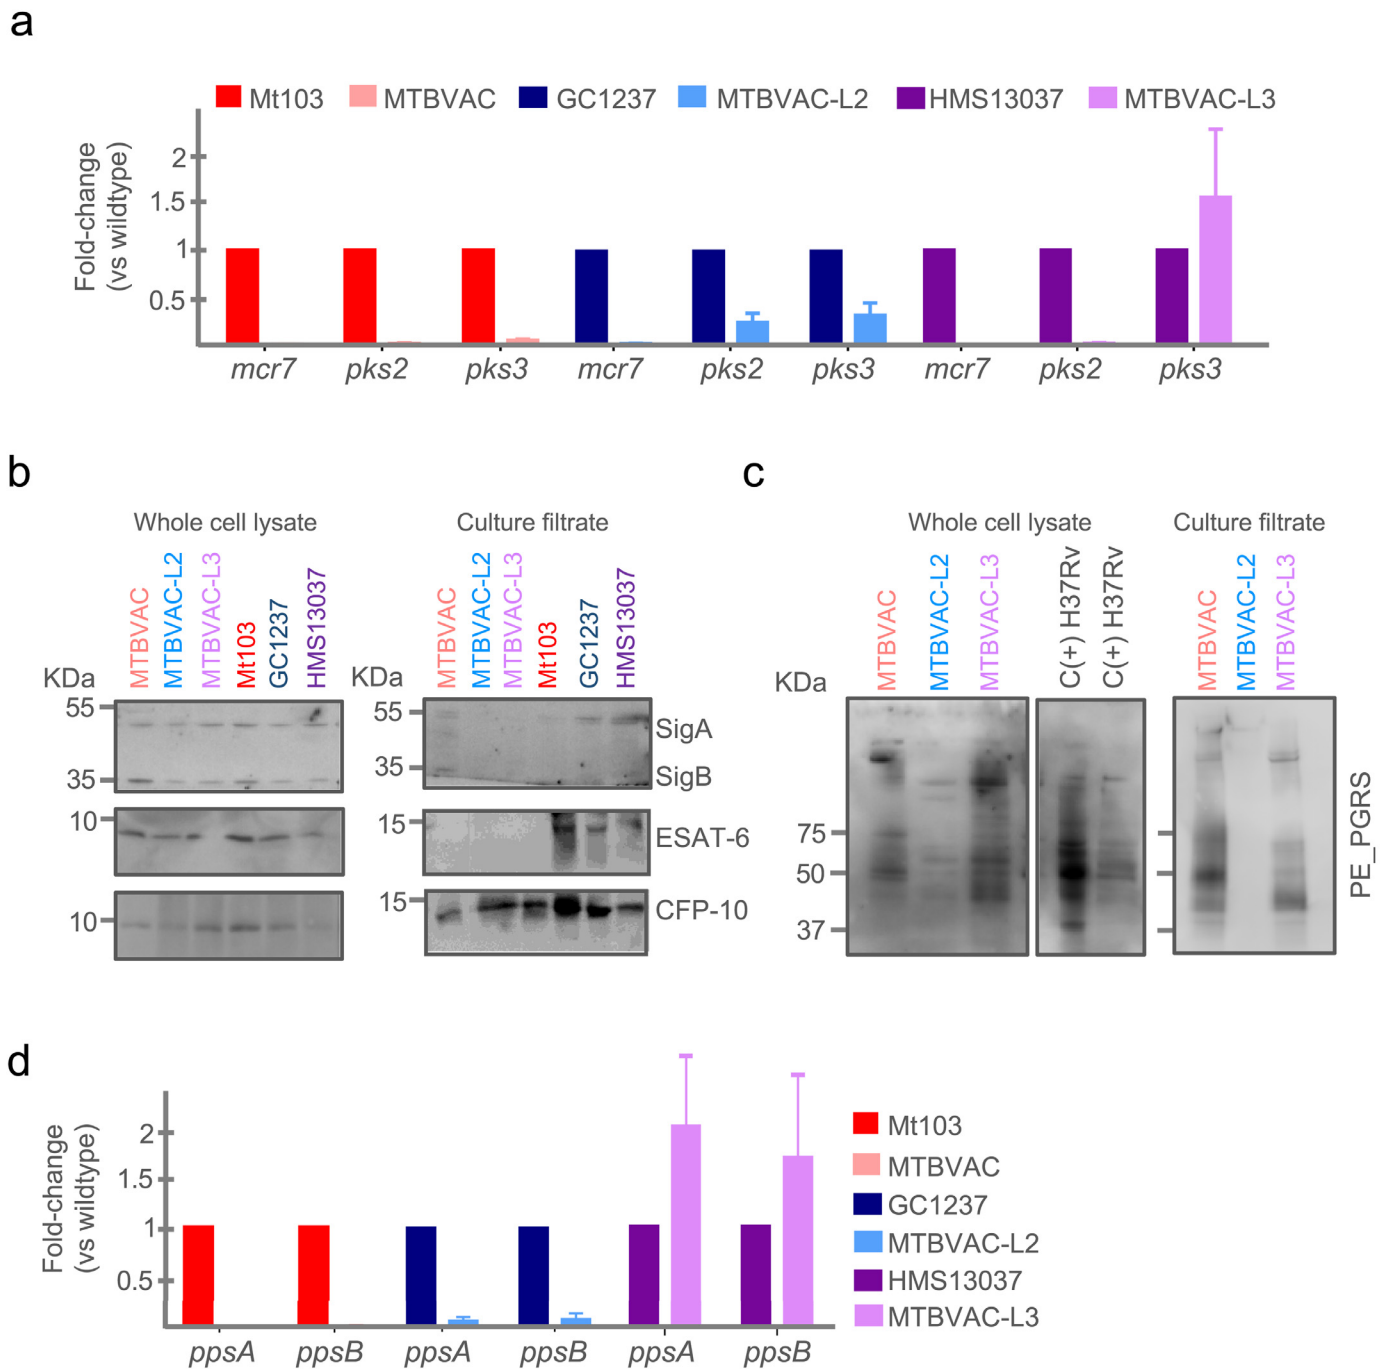 a
Mt103 MTBVAC GC1237 MTBVAC-L2 HMS13037 MTBVAC-L3
Fold-change
(vs wildtype)
2
1.5
1
0.5
mcr7 pks2 pks3 mcr7 pks2 pks3 mcr7 pks2 pks3
b
Whole cell lysate
MTBVAC MTBVAC-L2 MTBVAC-L3 Mt103 GC1237 HMS13037
KDa
55
35
10
10
Culture filtrate
MTBVAC MTBVAC-L2 MTBVAC-L3 Mt103 GC1237 HMS13037
KDa
55
35
15
15
SigA
SigB
ESAT-6
CFP-10
c
Whole cell lysate
MTBVAC MTBVAC-L2 MTBVAC-L3 C(+) H37Rv C(+) H37Rv
KDa
75
50
37
Culture filtrate
MTBVAC MTBVAC-L2 MTBVAC-L3
PE_PGRS
d
Fold-change
(vs wildtype)
2
1.5
1
0.5
ppsA ppsB ppsA ppsB ppsA ppsB
Mt103
MTBVAC
GC1237
MTBVAC-L2
HMS13037
MTBVAC-L3